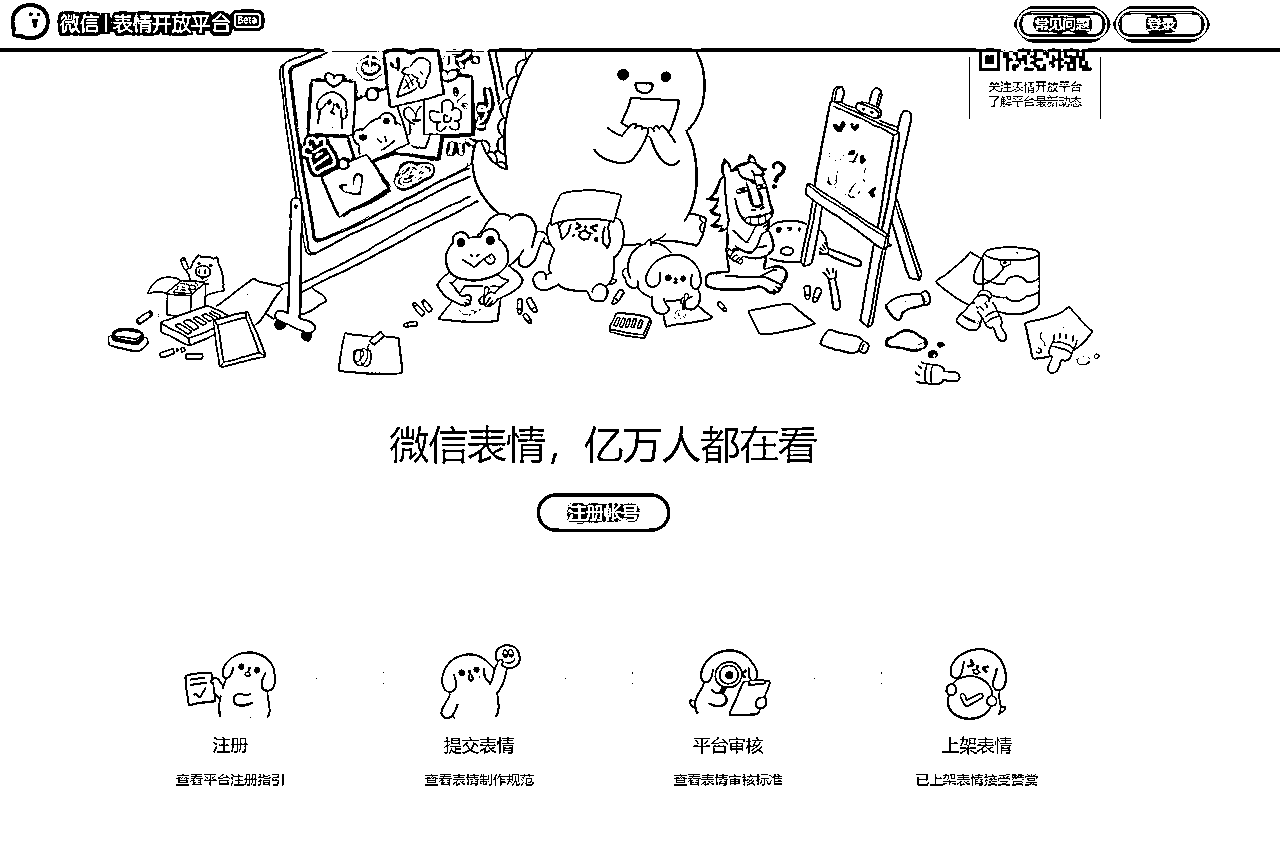 微信 | 表情开放平台 Beta
常见问题 登录
关注表情开放平台
了解平台最新动态
?
微信表情，亿万人都在看
注册帐号
注册 提交表情 平台审核 上架表情
查看平台注册指引 查看表情制作规范 查看表情审核标准 已上架表情接受赞赏